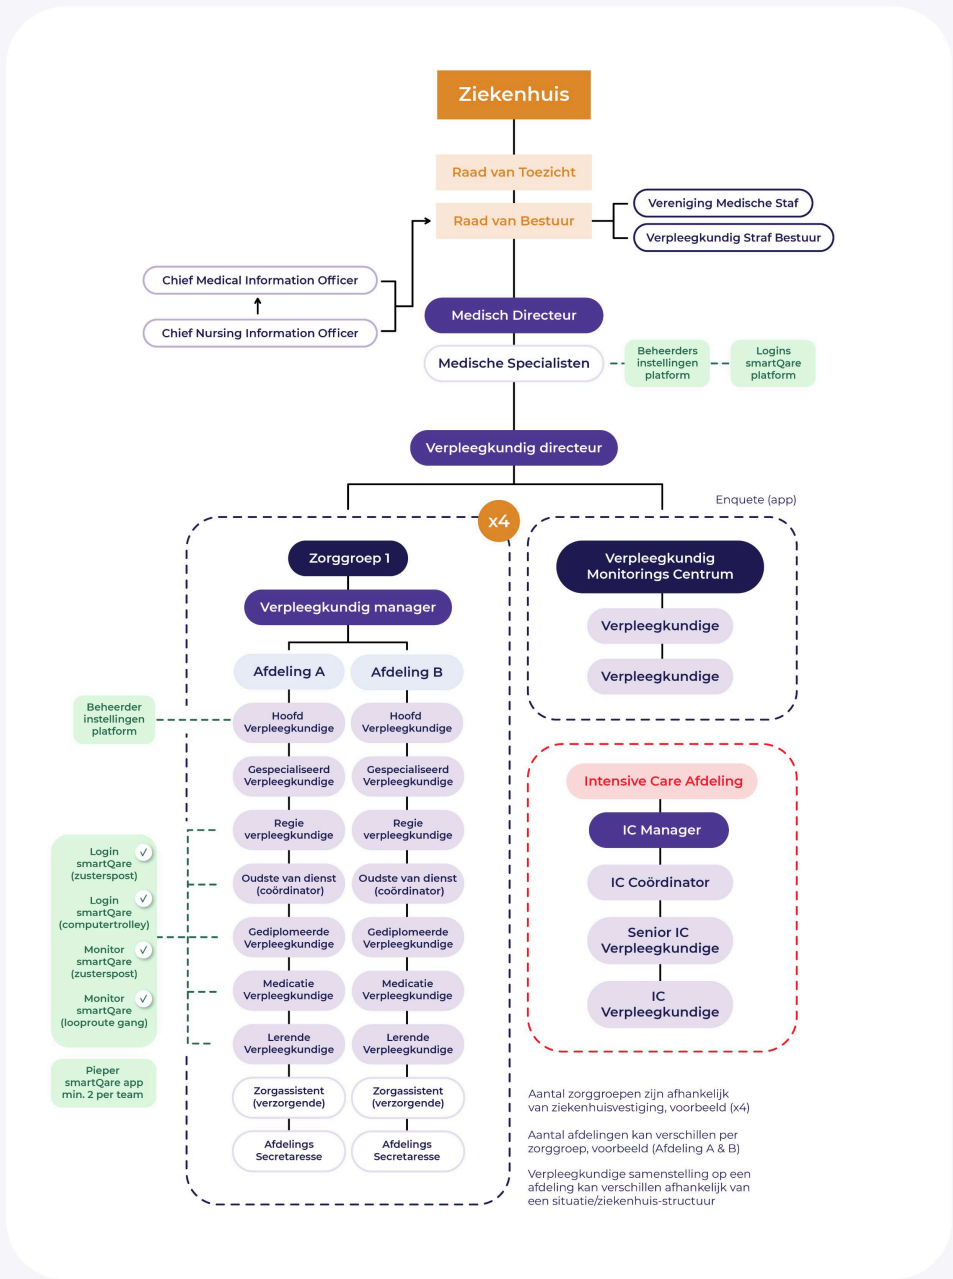 Ziekenhuis
Raad van Toezicht
Raad van Bestuur
Vereniging Medische Staf
Verpleegkundig Straf Bestuur
Chief Medical Information Officer
Chief Nursing Information Officer
Medisch Directeur
Medische Specialisten
Beheerders
instellingen
platform
Logins
smartQare
platform
Verpleegkundig directeur
x4
Zorggroep 1
Verpleegkundig manager
Afdeling A
Afdeling B
Beheerder
instellingen
platform
Hoofd
Verpleegkundige
Hoofd
Verpleegkundige
Gespecialiseerd
Verpleegkundige
Gespecialiseerd
Verpleegkundige
Regie
verpleegkundige
Regie
verpleegkundige
Oudste van dienst
(coördinator)
Oudste van dienst
(coördinator)
Gediplomeerde
Verpleegkundige
Gediplomeerde
Verpleegkundige
Medicatie
Verpleegkundige
Medicatie
Verpleegkundige
Lerende
Verpleegkundige
Lerende
Verpleegkundige
Zorgassistent
(verzorgende)
Zorgassistent
(verzorgende)
Afdelings
Secretaresse
Afdelings
Secretaresse
Login
smartQare
(zusterspost)
Login
smartQare
(computertrolley)
Monitor
smartQare
(zusterspost)
Monitor
smartQare
(looproute gang)
Pieper
smartQare app
min. 2 per team
Enquete (app)
Verpleegkundig
Monitorings Centrum
Verpleegkundige
Verpleegkundige
Intensive Care Afdeling
IC Manager
IC Coördinator
Senior IC
Verpleegkundige
IC
Verpleegkundige
Aantal zorggroepen zijn afhankelijk
van ziekenhuisvestiging, voorbeeld (x4)
Aantal afdelingen kan verschillen per
zorggroep, voorbeeld (Afdeling A & B)
Verpleegkundige samenstelling op een
afdeling kan verschillen afhankelijk van
een situatie/ziekenhuis-structuur